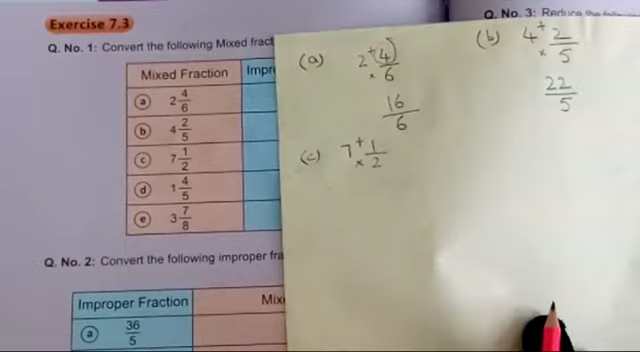 Exercise 7.3
Q. No. 1: Convert the following Mixed fract
Mixed Fraction Impr
a 2 4/6
b 4 2/5
c 7 1/2
d 1 4/5
e 3 7/8
Q. No. 2: Convert the following improper fra
Improper Fraction Mix
a 36/5
Q. No. 3: Reduce the
(a) 2 + × 4/6
16/6
(b) 4 + × 2/5
22/5
(c) 7 + × 1/2